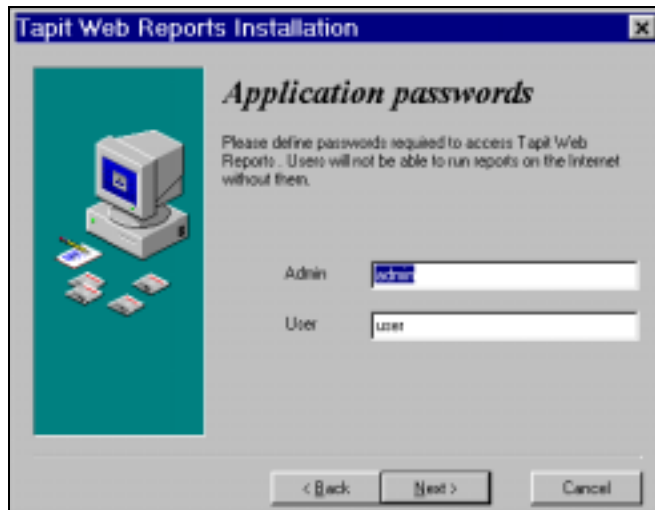 Tapit Web Reports Installation
Application passwords
Please define passwords required to access Tapit Web
Reports . Users will not be able to run reports on the Internet
without them.
Admin admin
User user
< Back Next > Cancel